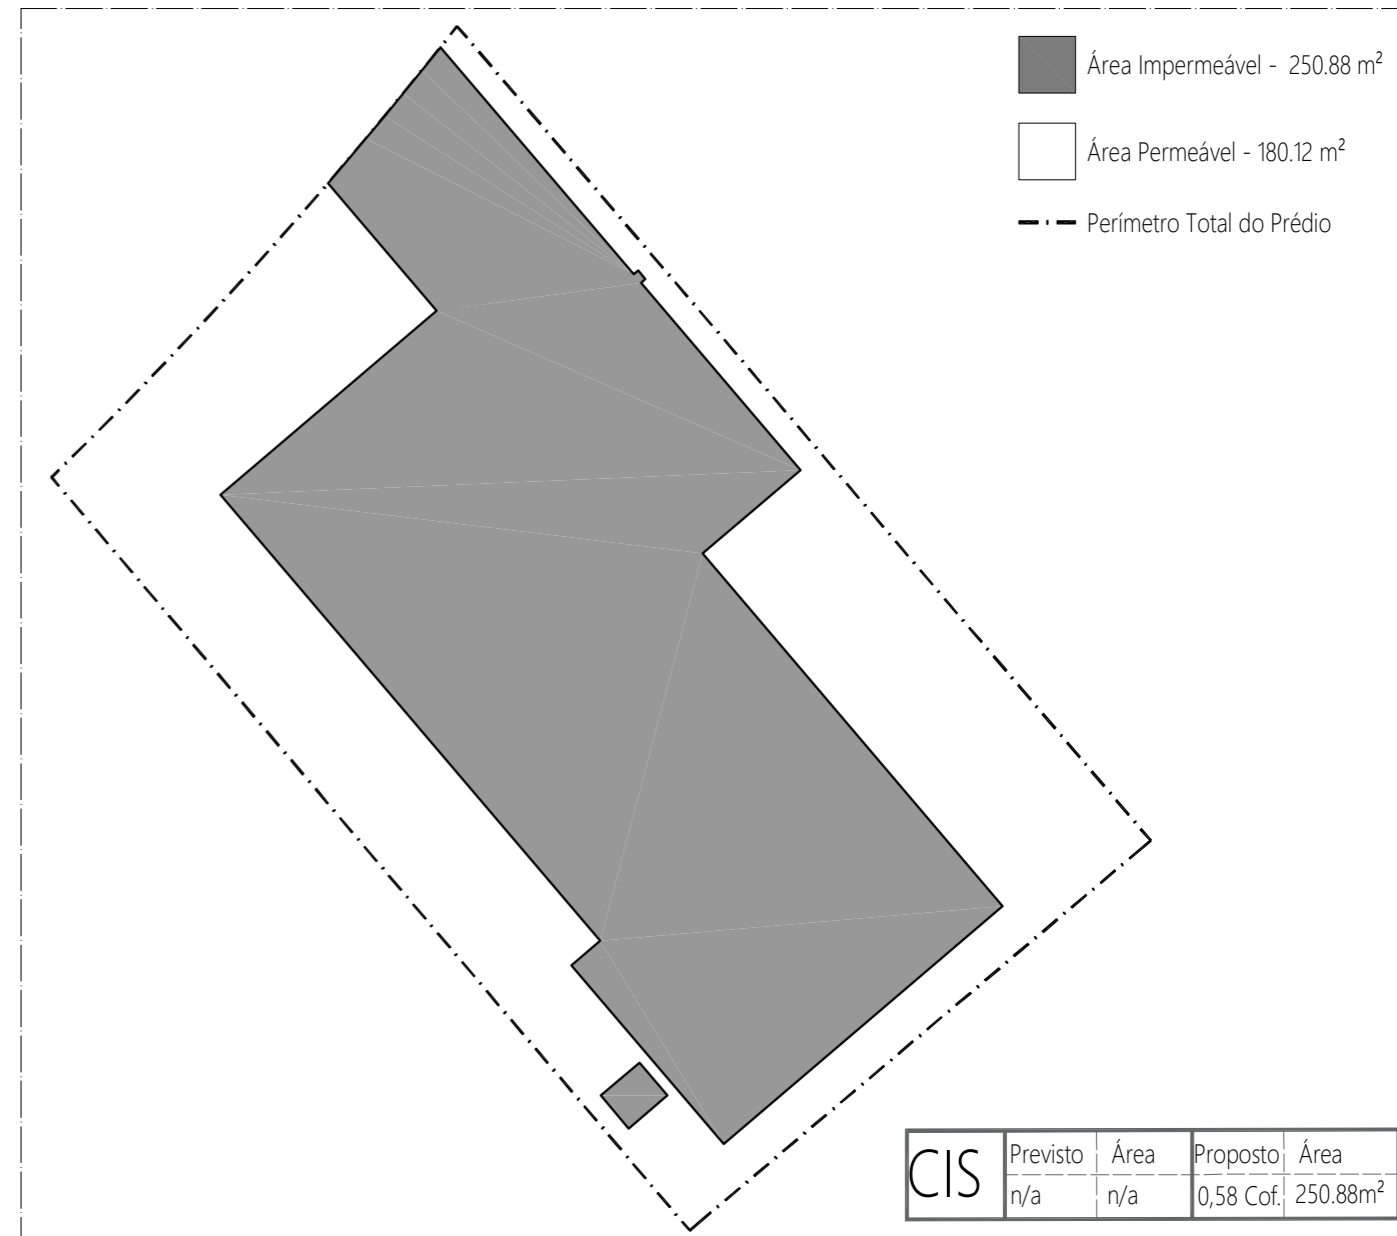 Área Impermeável - 250.88 m²
Área Permeável - 180.12 m²
Perímetro Total do Prédio
CIS
Previsto Área Proposto Área
n/a n/a 0,58 Cof. 250.88m²